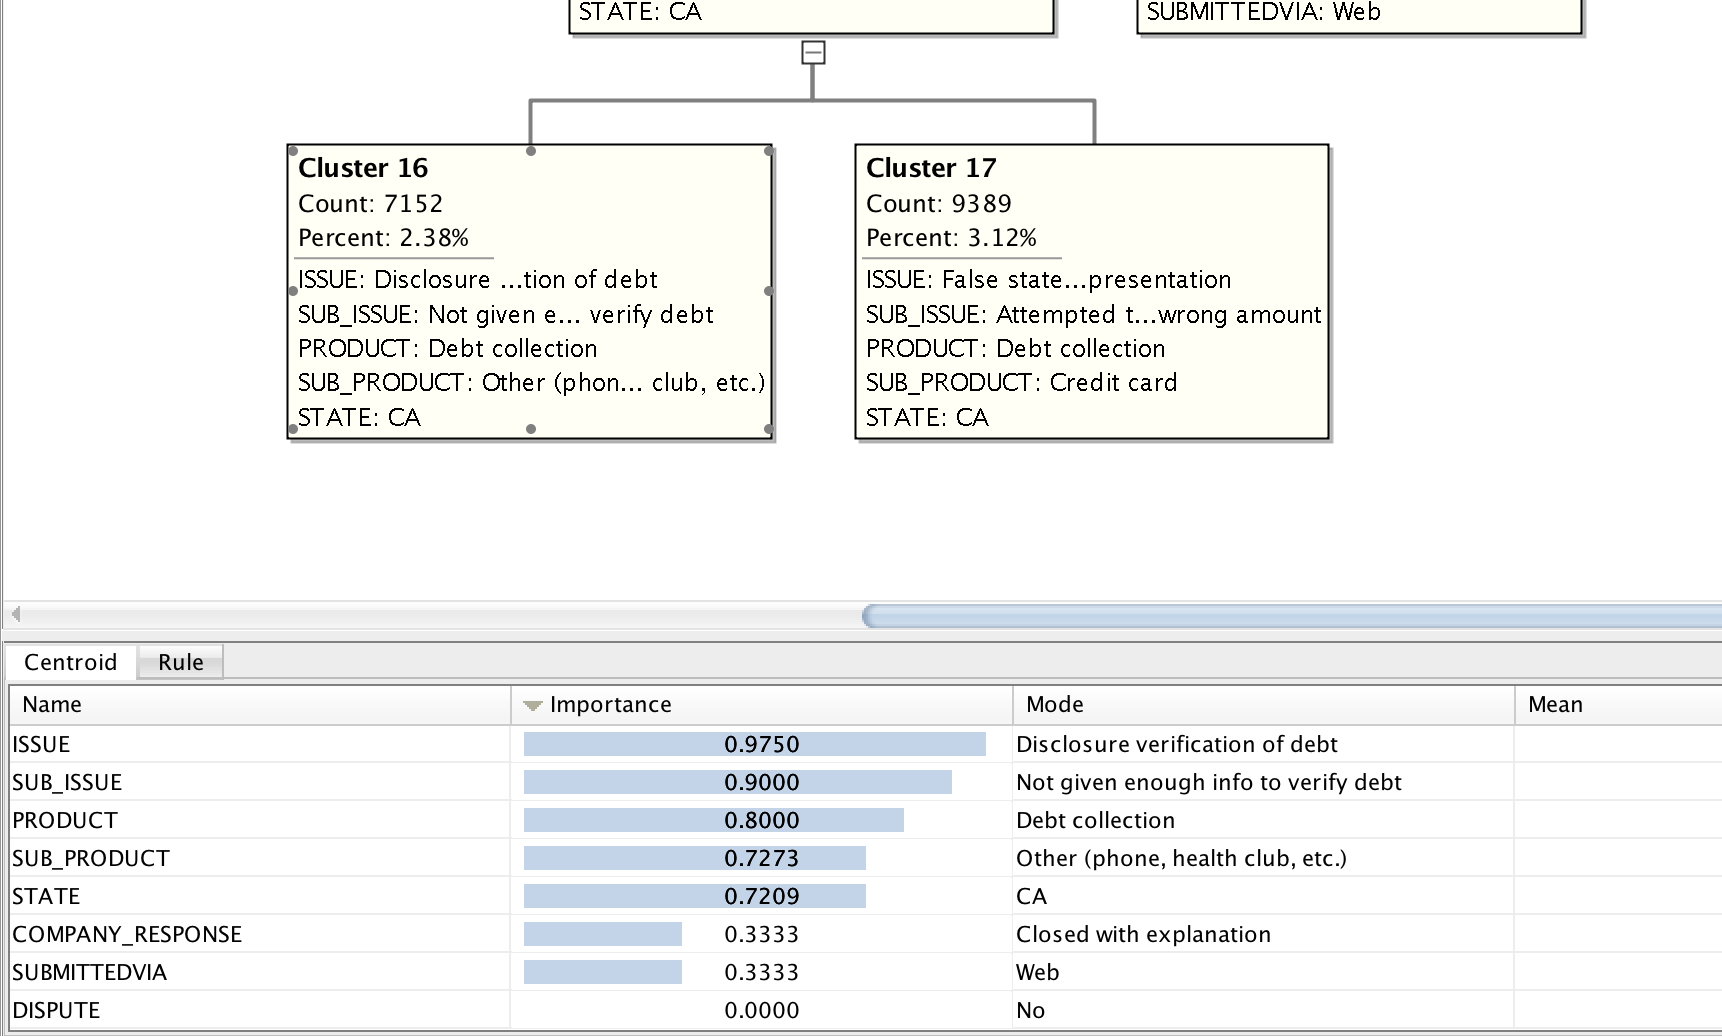 STATE: CA
SUBMITTEDVIA: Web
Cluster 16
Count: 7152
Percent: 2.38%
ISSUE: Disclosure ...tion of debt
SUB_ISSUE: Not given e... verify debt
PRODUCT: Debt collection
SUB_PRODUCT: Other (phon... club, etc.)
STATE: CA
Cluster 17
Count: 9389
Percent: 3.12%
ISSUE: False state...presentation
SUB_ISSUE: Attempted t...wrong amount
PRODUCT: Debt collection
SUB_PRODUCT: Credit card
STATE: CA
Centroid Rule
Name Importance Mode Mean
ISSUE 0.9750 Disclosure verification of debt
SUB_ISSUE 0.9000 Not given enough info to verify debt
PRODUCT 0.8000 Debt collection
SUB_PRODUCT 0.7273 Other (phone, health club, etc.)
STATE 0.7209 CA
COMPANY_RESPONSE 0.3333 Closed with explanation
SUBMITTEDVIA 0.3333 Web
DISPUTE 0.0000 No